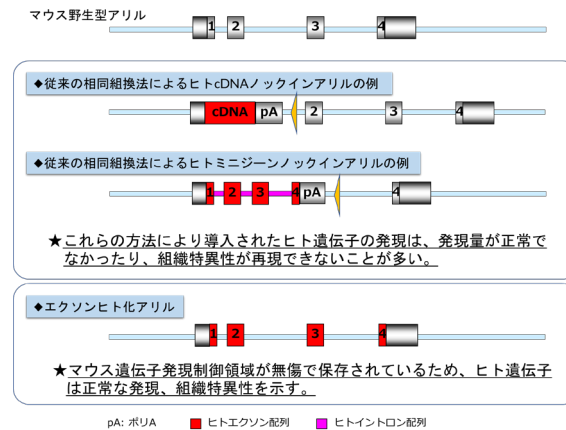 マウス野生型アリル
1 2 3 4
◆従来の相同組換法によるヒトcDNAノックインアリルの例
cDNA pA 2 3 4
◆従来の相同組換法によるヒトミニジーンノックインアリルの例
1 2 3 4 pA 4
★これらの方法により導入されたヒト遺伝子の発現は、発現量が正常で
なかったり、組織特異性が再現できないことが多い。
◆エクソンヒト化アリル
1 2 3 4
★マウス遺伝子発現制御領域が無傷で保存されているため、ヒト遺伝子
は正常な発現、組織特異性を示す。
pA: ポリA ヒトエクソン配列 ヒトイントロン配列